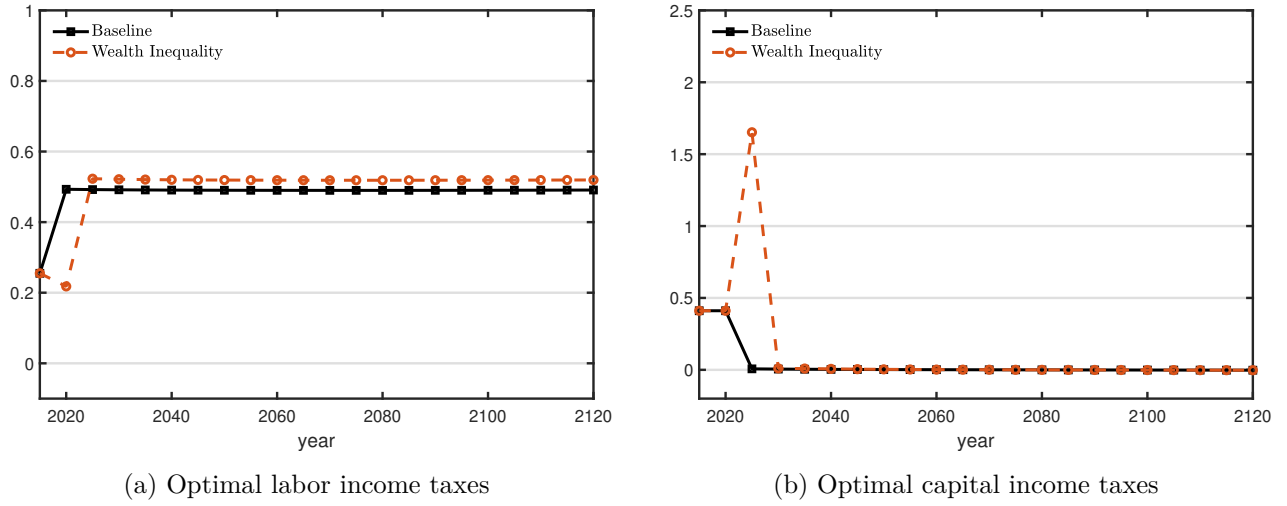 1
0.8
0.6
0.4
0.2
0
Baseline
Wealth Inequality
2020 2040 2060 2080 2100 2120
year
(a) Optimal labor income taxes
2.5
2
1.5
1
0.5
0
Baseline
Wealth Inequality
2020 2040 2060 2080 2100 2120
year
(b) Optimal capital income taxes